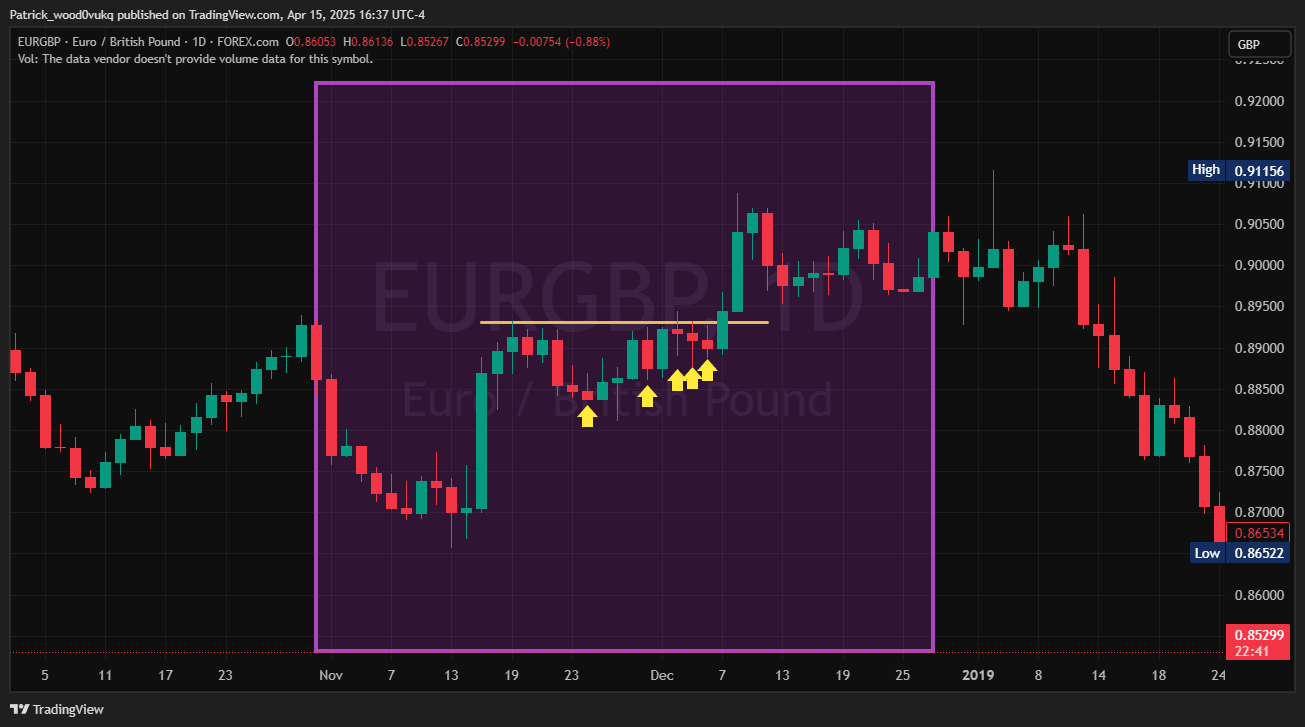 Patrick_wood0vukq published on TradingView.com, Apr 15, 2025 16:37 UTC-4
EURGBP · Euro / British Pound · 1D · FOREX.com O0.86053 H0.86136 L0.85267 C0.85299 −0.00754 (−0.88%)
Vol: The data vendor doesn't provide volume data for this symbol.
GBP
0.92500
0.92000
0.91500
High 0.91156
0.91000
0.90500
0.90000
0.89500
0.89000
0.88500
0.88000
0.87500
0.87000
0.86534
Low 0.86522
0.86000
0.85299
22:41
EURGBP, 1D
Euro / British Pound
5 11 17 23 Nov 7 13 19 23 Dec 7 13 19 25 2019 8 14 18 24
TradingView